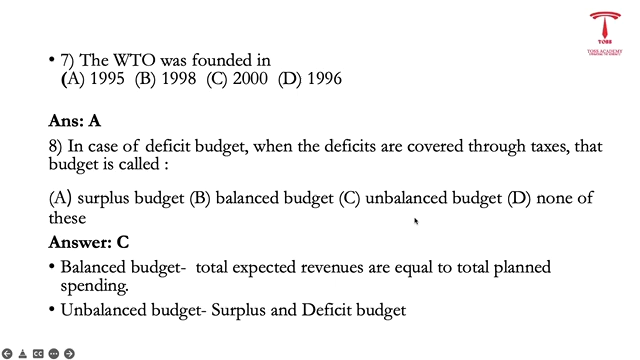 TOSS
TOSS ACADEMY
• 7) The WTO was founded in
(A) 1995 (B) 1998 (C) 2000 (D) 1996
Ans: A
8) In case of deficit budget, when the deficits are covered through taxes, that
budget is called :
(A) surplus budget (B) balanced budget (C) unbalanced budget (D) none of
these
Answer: C
• Balanced budget- total expected revenues are equal to total planned
spending.
• Unbalanced budget- Surplus and Deficit budget